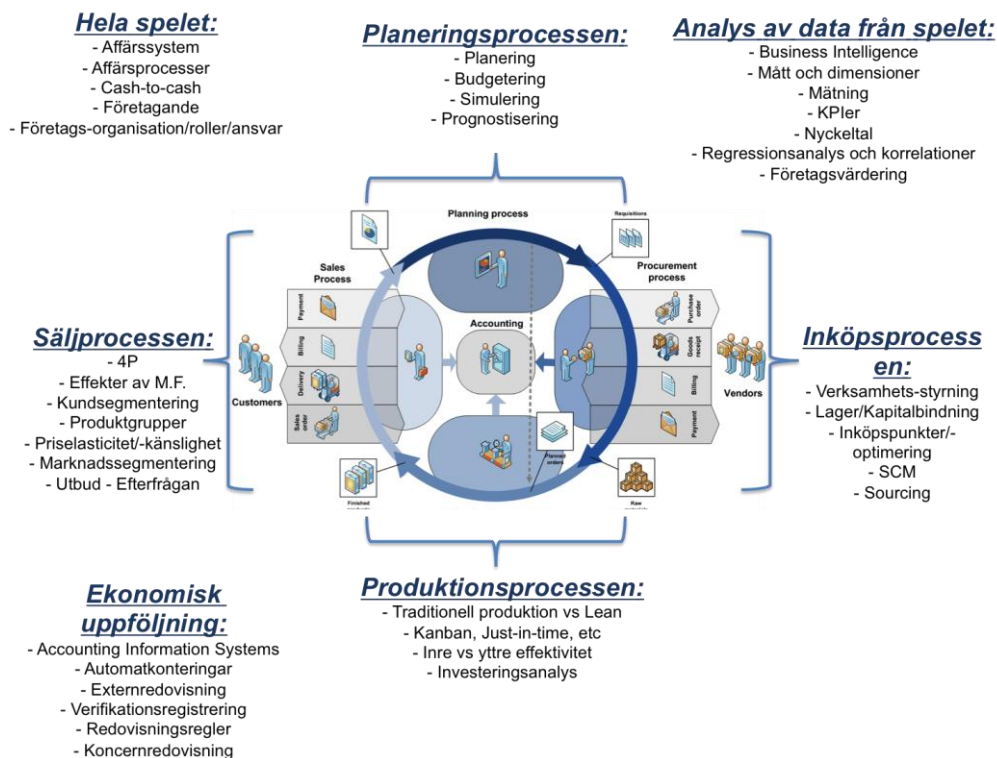 Hela spelet:
- Affärssystem
- Affärsprocesser
- Cash-to-cash
- Företagande
- Företags-organisation/roller/ansvar
Planeringsprocessen:
- Planering
- Budgetering
- Simulering
- Prognostisering
Analys av data från spelet:
- Business Intelligence
- Mått och dimensioner
- Mätning
- KPIer
- Nyckeltal
- Regressionsanalys och korrelationer
- Företagsvärdering
Säljprocessen:
- 4P
- Effekter av M.F.
- Kundsegmentering
- Produktgrupper
- Priselasticitet/-känslighet
- Marknadssegmentering
- Utbud - Efterfrågan
Planning process
Requisitions
Sales
Process
Procurement
process
Payment
Billing
Delivery
Sales
order
Customers
Accounting
Purchase
order
Goods
receipt
Billing
Payment
Vendors
Planned
orders
Finished
Raw
Inköpsprocess
en:
- Verksamhets-styrning
- Lager/Kapitalbindning
- Inköpspunkter/-
optimering
- SCM
- Sourcing
Ekonomisk
uppföljning:
- Accounting Information Systems
- Automatkonteringar
- Externredovisning
- Verifikationsregistrering
- Redovisningsregler
- Koncernredovisning
Produktionsprocessen:
- Traditionell produktion vs Lean
- Kanban, Just-in-time, etc
- Inre vs yttre effektivitet
- Investeringsanalys